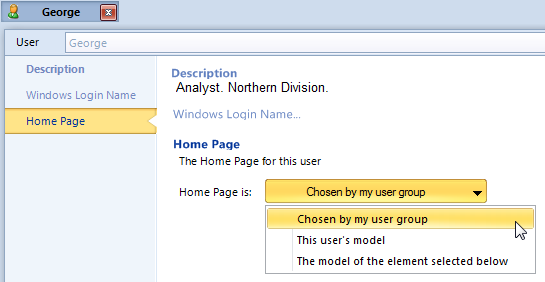 George
User
George
Description
Windows Login Name
Home Page
Description
Analyst. Northern Division.
Windows Login Name...
Home Page
The Home Page for this user
Home Page is:
Chosen by my user group
Chosen by my user group
This user's model
The model of the element selected below